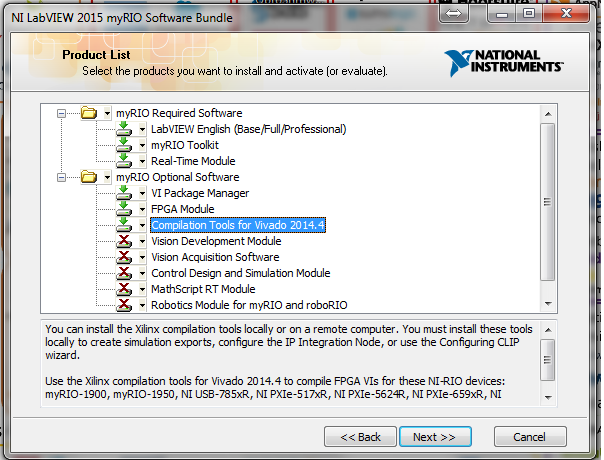 NI LabVIEW 2015 myRIO Software Bundle
Product List
Select the products you want to install and activate (or evaluate).
NATIONAL
INSTRUMENTS
myRIO Required Software
LabVIEW English (Base/Full/Professional)
myRIO Toolkit
Real-Time Module
myRIO Optional Software
VI Package Manager
FPGA Module
Compilation Tools for Vivado 2014.4
Vision Development Module
Vision Acquisition Software
Control Design and Simulation Module
MathScript RT Module
Robotics Module for myRIO and roboRIO
You can install the Xilinx compilation tools locally or on a remote computer. You must install these tools
locally to create simulation exports, configure the IP Integration Node, or use the Configuring CLIP
wizard.
Use the Xilinx compilation tools for Vivado 2014.4 to compile FPGA VIs for these NI-RIO devices:
myRIO-1900, myRIO-1950, NI USB-785xR, NI PXIe-517xR, NI PXIe-5624R, NI PXIe-659xR, NI
<< Back
Next >>
Cancel